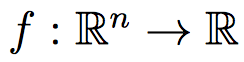 f : ℝⁿ → ℝ